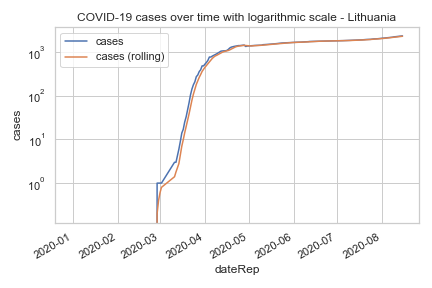 COVID-19 cases over time with logarithmic scale - Lithuania
cases
cases (rolling)
10³
10²
10¹
10⁰
cases
2020-01
2020-02
2020-03
2020-04
2020-05
2020-06
2020-07
2020-08
dateRep